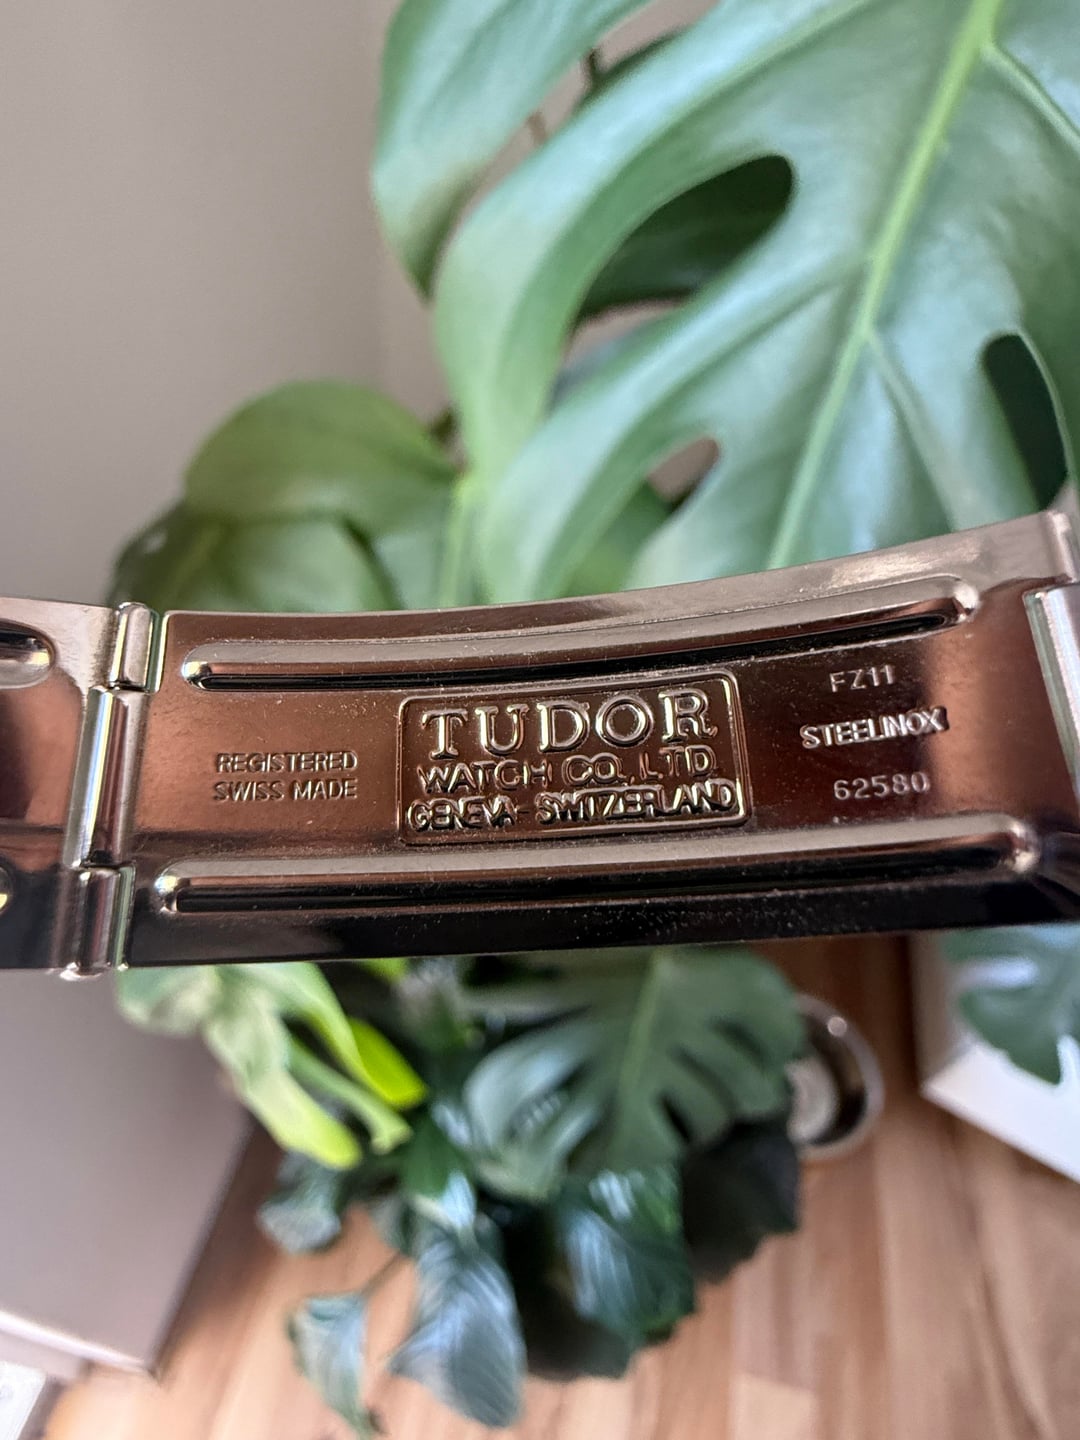 REGISTERED
SWISS MADE
TUDOR
WATCH CO. LTD.
GENEVA - SWITZERLAND
FZ11
STEELINOX
62580